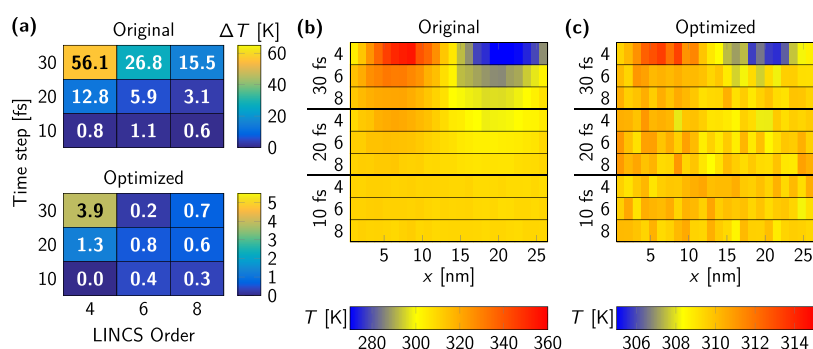 (a)
Original
Δ T [K]
Time step [fs]
30
56.1
26.8
15.5
60
20
12.8
5.9
3.1
40
10
0.8
1.1
0.6
20
0
Optimized
30
3.9
0.2
0.7
5
20
1.3
0.8
0.6
4
3
10
0.0
0.4
0.3
2
1
0
4 6 8
LINCS Order
(b)
Original
30 fs
4
6
8
20 fs
4
6
8
10 fs
4
6
8
5 10 15 20 25
x [nm]
T [K]
280 300 320 340 360
(c)
Optimized
30 fs
4
6
8
20 fs
4
6
8
10 fs
4
6
8
5 10 15 20 25
x [nm]
T [K]
306 308 310 312 314